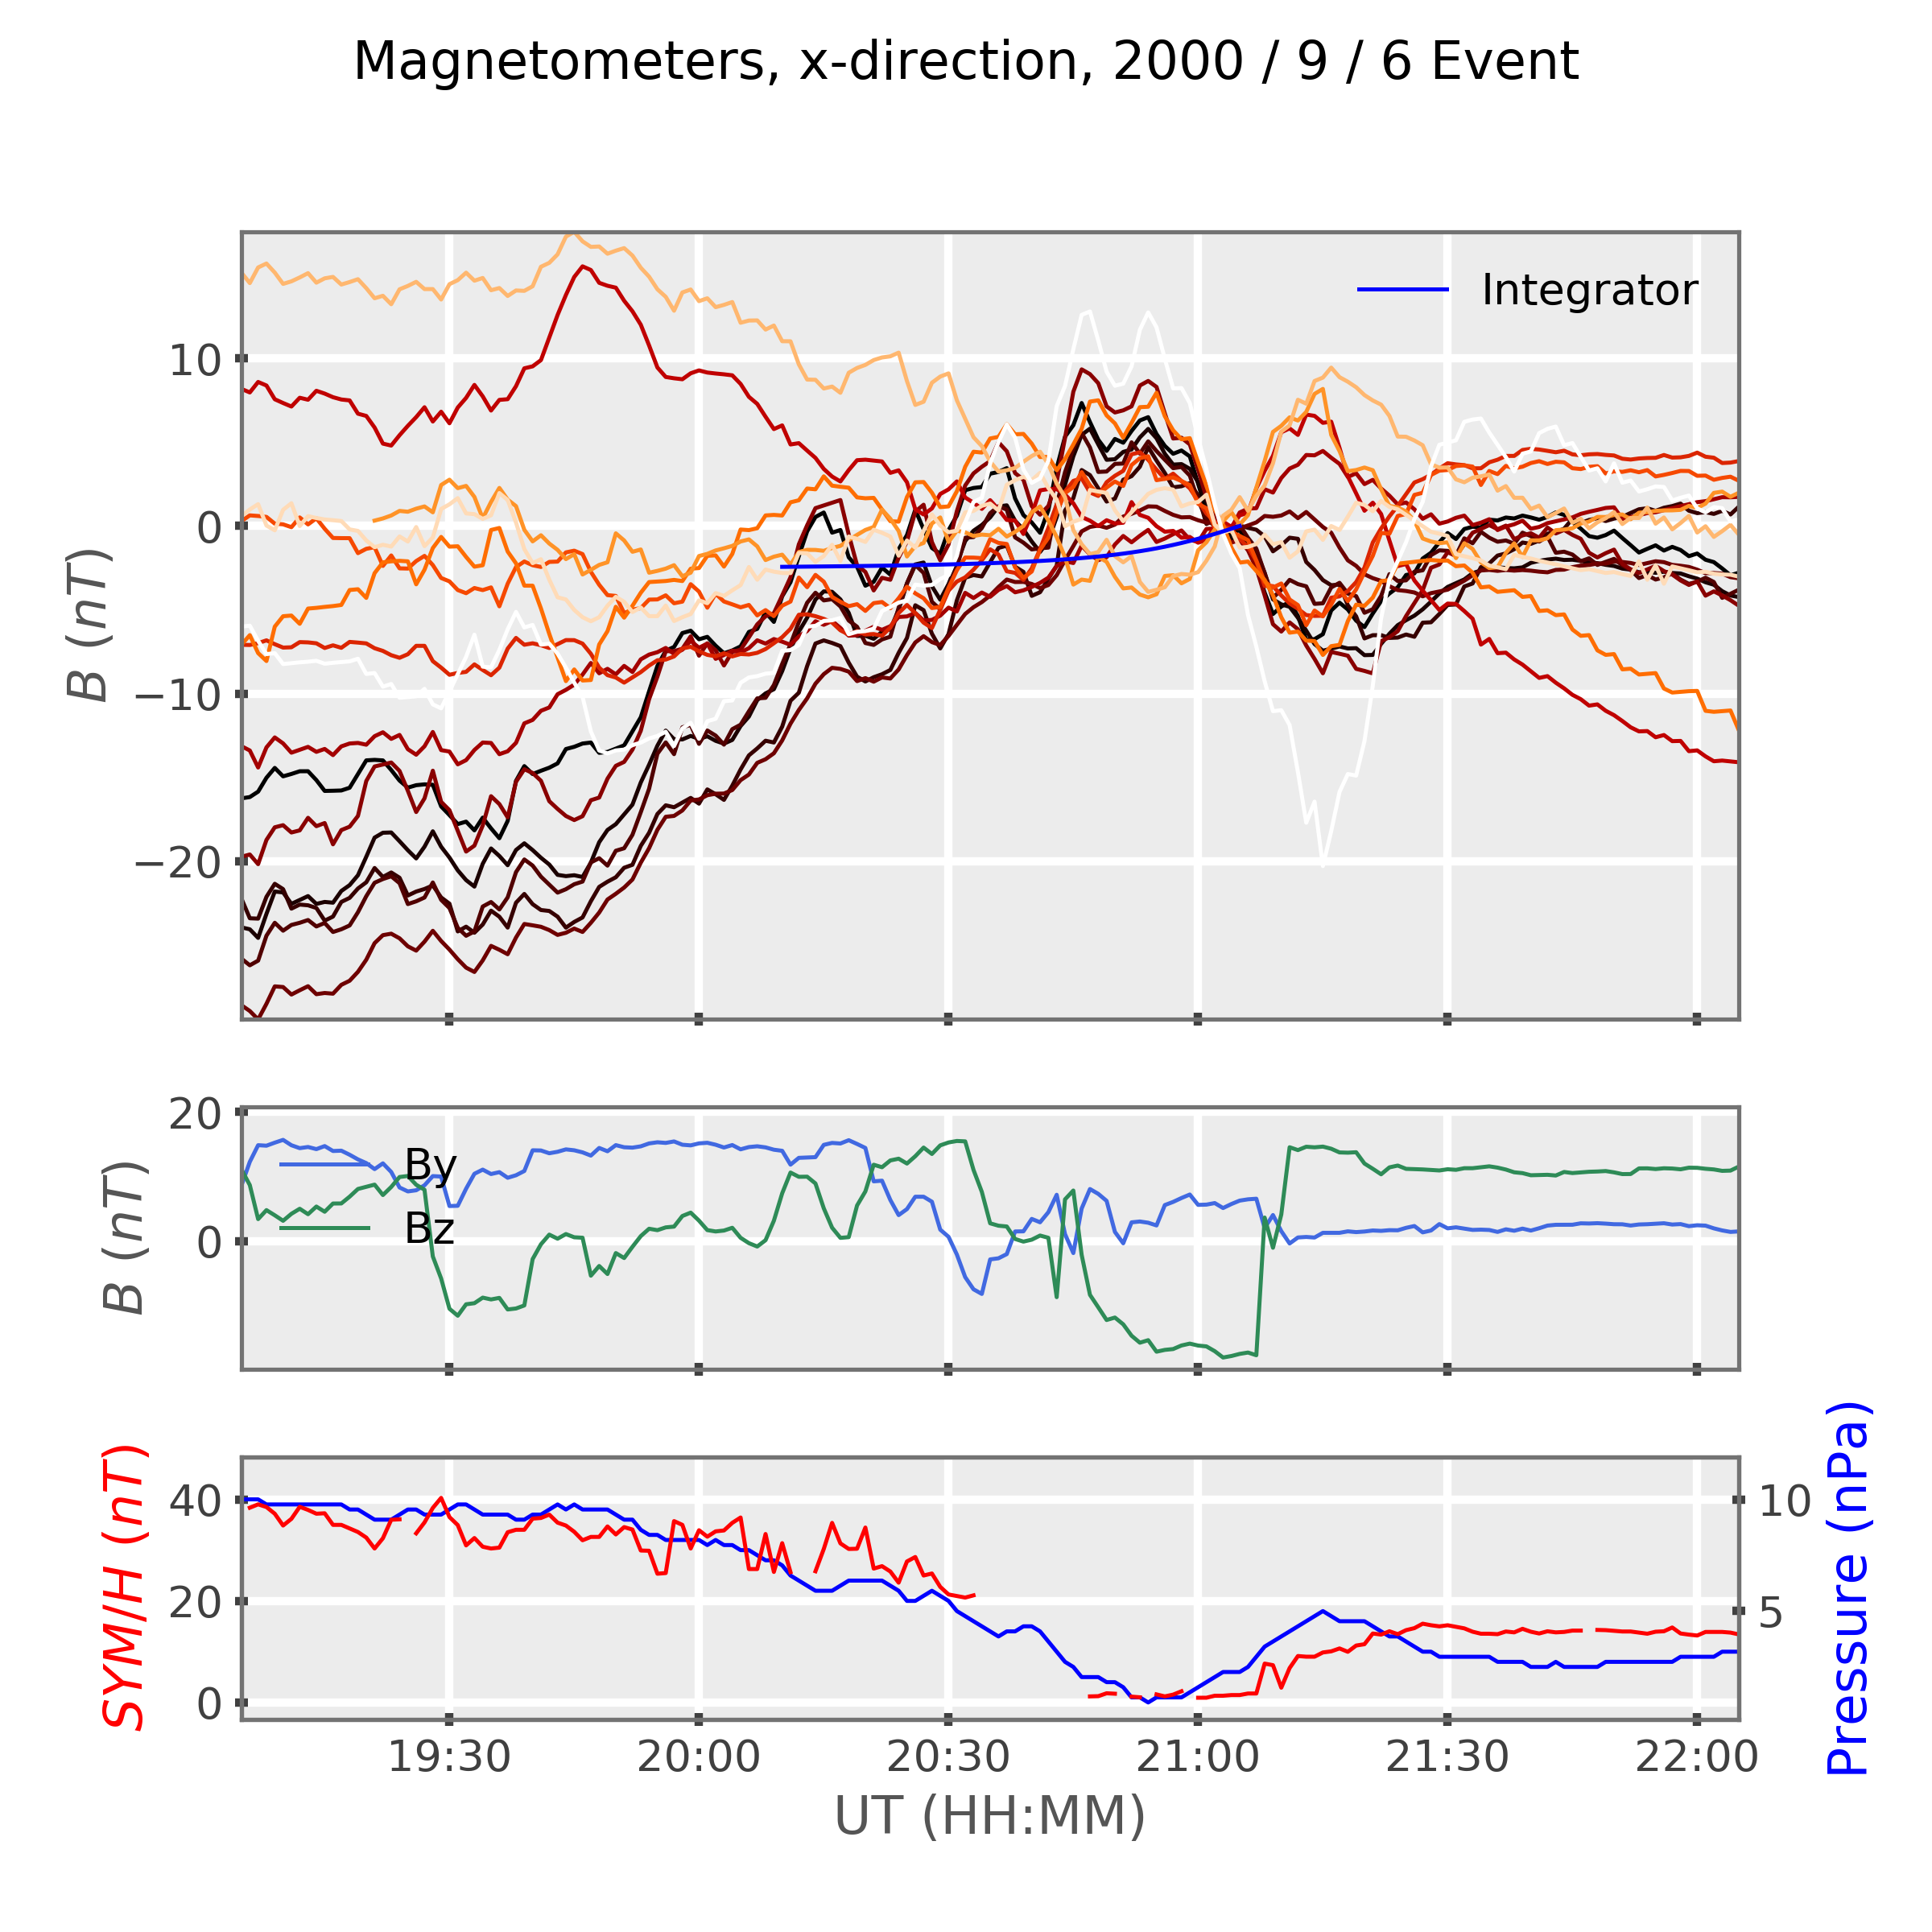 Magnetometers, x-direction, 2000 / 9 / 6 Event
Integrator
10
0
−10
−20
B (nT)
20
0
B (nT)
By
Bz
40
20
0
SYM/H (nT)
10
5
Pressure (nPa)
19:30 20:00 20:30 21:00 21:30 22:00
UT (HH:MM)